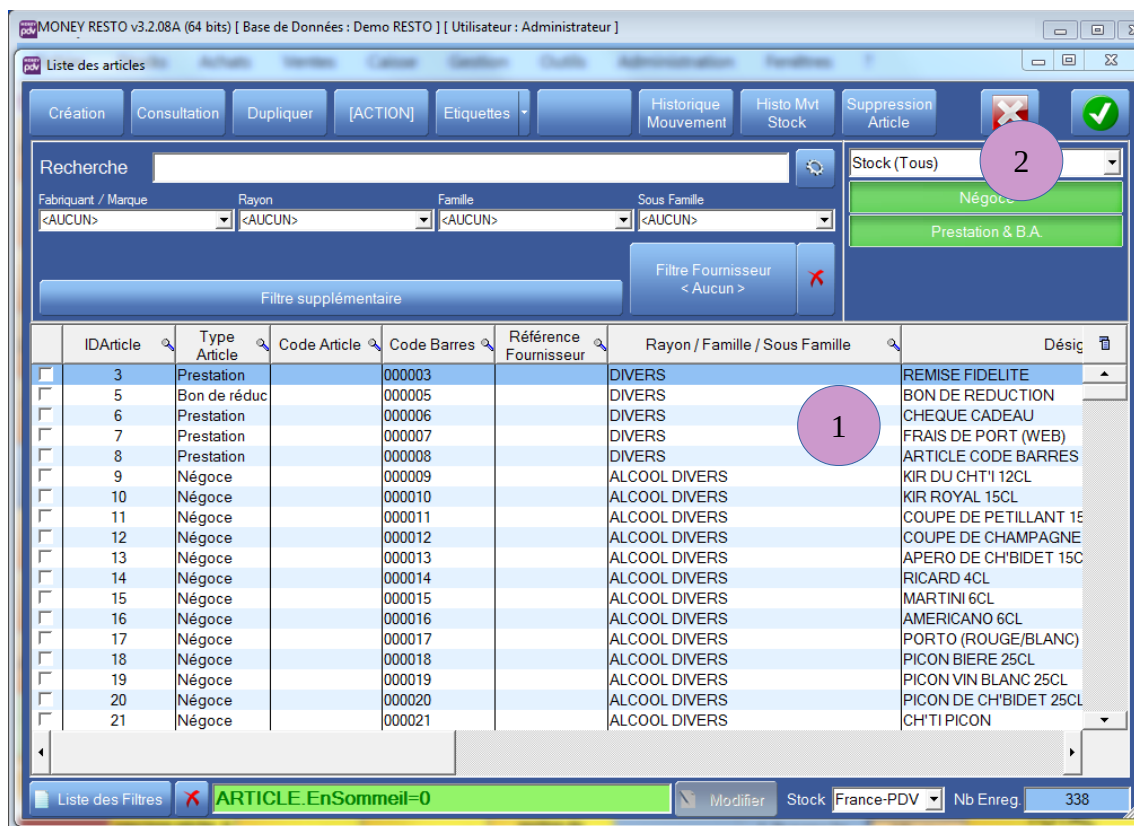 MONEY RESTO v3.2.08A (64 bits) [ Base de Données : Demo RESTO ] [ Utilisateur : Administrateur ]
Liste des articles
Achats Ventes Caisse Gestion Outils Administration Fenêtres ?
Création Consultation Dupliquer [ACTION] Etiquettes Historique Mouvement Histo Mvt Stock Suppression Article
Recherche
Stock (Tous)
2
Fabriquant / Marque Rayon Famille Sous Famille
<AUCUN> <AUCUN> <AUCUN> <AUCUN>
Négoce
Prestation & B.A.
Filtre Fournisseur
< Aucun >
Filtre supplémentaire
IDArticle Type Article Code Article Code Barres Référence Fournisseur Rayon / Famille / Sous Famille Désig
3 Prestation 000003 DIVERS REMISE FIDELITE
5 Bon de réduc 000005 DIVERS BON DE REDUCTION
6 Prestation 000006 DIVERS CHEQUE CADEAU
1
7 Prestation 000007 DIVERS FRAIS DE PORT (WEB)
8 Prestation 000008 DIVERS ARTICLE CODE BARRES
9 Négoce 000009 ALCOOL DIVERS KIR DU CHT'I 12CL
10 Négoce 000010 ALCOOL DIVERS KIR ROYAL 15CL
11 Négoce 000011 ALCOOL DIVERS COUPE DE PETILLANT 15
12 Négoce 000012 ALCOOL DIVERS COUPE DE CHAMPAGNE
13 Négoce 000013 ALCOOL DIVERS APERO DE CH'BIDET 15C
14 Négoce 000014 ALCOOL DIVERS RICARD 4CL
15 Négoce 000015 ALCOOL DIVERS MARTINI 6CL
16 Négoce 000016 ALCOOL DIVERS AMERICANO 6CL
17 Négoce 000017 ALCOOL DIVERS PORTO (ROUGE/BLANC)
18 Négoce 000018 ALCOOL DIVERS PICON BIERE 25CL
19 Négoce 000019 ALCOOL DIVERS PICON VIN BLANC 25CL
20 Négoce 000020 ALCOOL DIVERS PICON DE CH'BIDET 25CL
21 Négoce 000021 ALCOOL DIVERS CH'TI PICON
Liste des Filtres ARTICLE.EnSommeil=0 Modifier Stock France-PDV Nb Enreg. 338